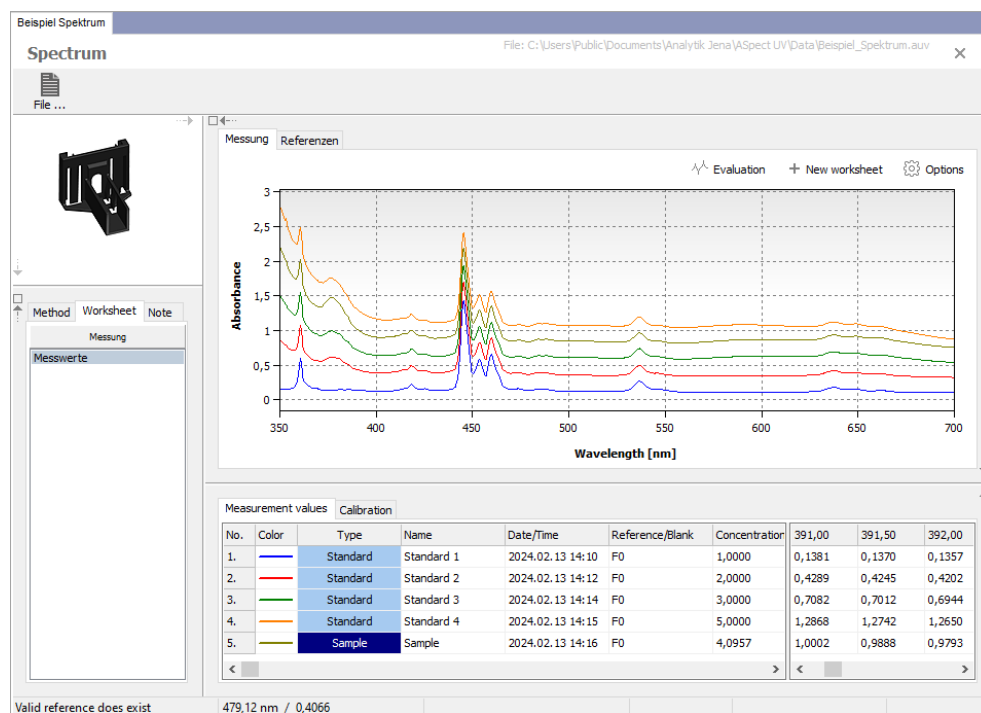 Beispiel Spektrum
Spectrum
File: C:\Users\Public\Documents\Analytik Jena\ASpect UV\Data\Beispiel_Spektrum.auv
File ...
Messung Referenzen
Evaluation + New worksheet Options
3
2,5
2
1,5
1
0,5
0
Absorbance
350 400 450 500 550 600 650 700
Wavelength [nm]
Method Worksheet Note
Messung
Messwerte
Measurement values Calibration
No. Color Type Name Date/Time Reference/Blank Concentration 391,00 391,50 392,00
1. Standard Standard 1 2024.02.13 14:10 F0 1,0000 0,1381 0,1370 0,1357
2. Standard Standard 2 2024.02.13 14:12 F0 2,0000 0,4289 0,4245 0,4202
3. Standard Standard 3 2024.02.13 14:14 F0 3,0000 0,7082 0,7012 0,6944
4. Standard Standard 4 2024.02.13 14:15 F0 5,0000 1,2868 1,2742 1,2650
5. Sample Sample 2024.02.13 14:16 F0 4,0957 1,0002 0,9888 0,9793
Valid reference does exist 479,12 nm / 0,4066